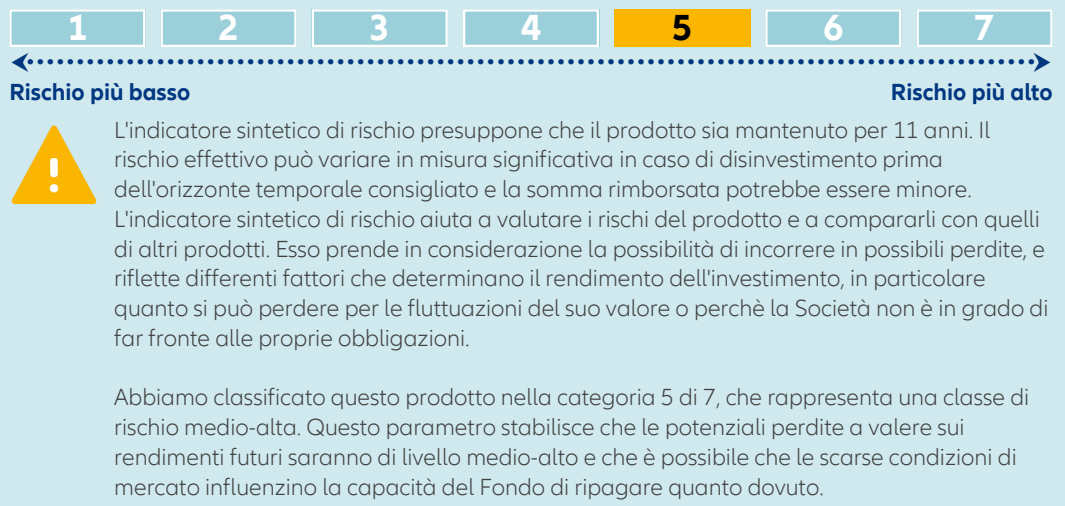 1 2 3 4 5 6 7
Rischio più basso Rischio più alto
L'indicatore sintetico di rischio presuppone che il prodotto sia mantenuto per 11 anni. Il
rischio effettivo può variare in misura significativa in caso di disinvestimento prima
dell'orizzonte temporale consigliato e la somma rimborsata potrebbe essere minore.
L'indicatore sintetico di rischio aiuta a valutare i rischi del prodotto e a compararli con quelli
di altri prodotti. Esso prende in considerazione la possibilità di incorrere in possibili perdite, e
riflette differenti fattori che determinano il rendimento dell'investimento, in particolare
quanto si può perdere per le fluttuazioni del suo valore o perchè la Società non è in grado di
far fronte alle proprie obbligazioni.
Abbiamo classificato questo prodotto nella categoria 5 di 7, che rappresenta una classe di
rischio medio-alta. Questo parametro stabilisce che le potenziali perdite a valere sui
rendimenti futuri saranno di livello medio-alto e che è possibile che le scarse condizioni di
mercato influenzino la capacità del Fondo di ripagare quanto dovuto.